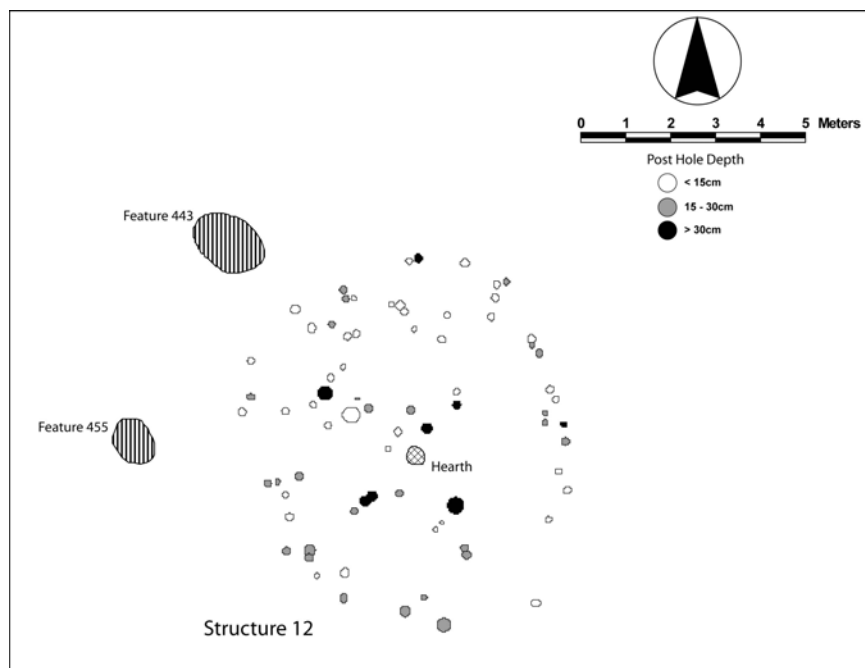 0 1 2 3 4 5 Meters
Post Hole Depth
< 15cm
15 - 30cm
> 30cm
Feature 443
Feature 455
Hearth
Structure 12